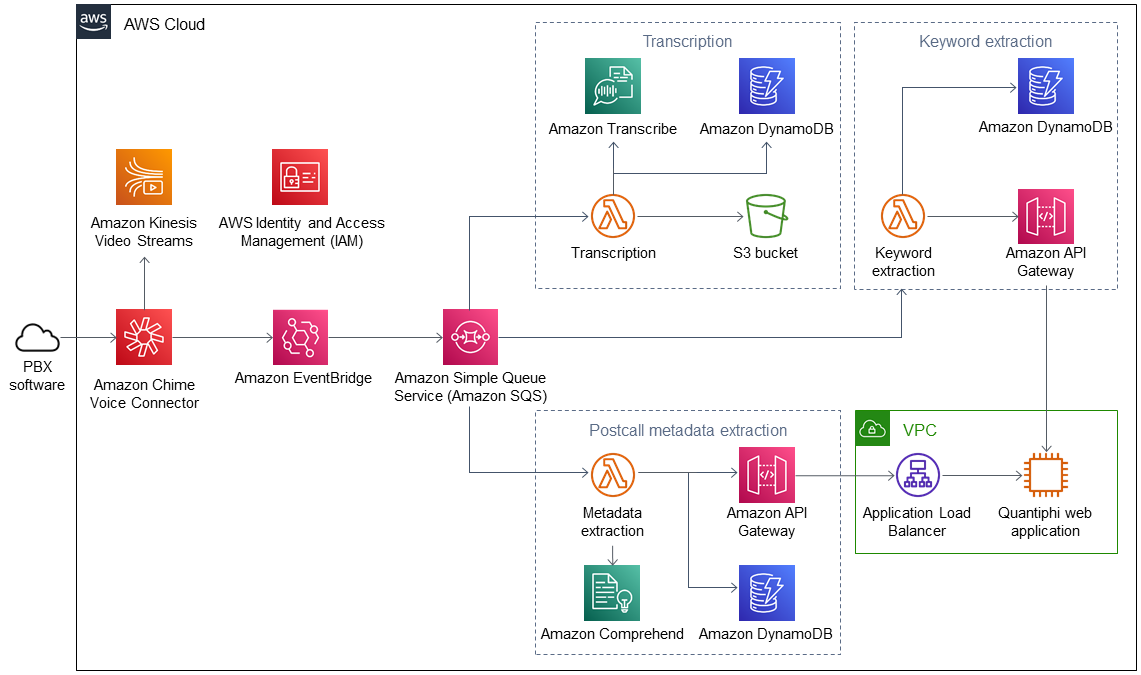 aws
AWS Cloud
Transcription
Amazon Transcribe
Amazon DynamoDB
Transcription
S3 bucket
Keyword extraction
Amazon DynamoDB
Keyword
extraction
Amazon API
Gateway
Amazon Kinesis
Video Streams
AWS Identity and Access
Management (IAM)
PBX
software
Amazon Chime
Voice Connector
Amazon EventBridge
Amazon Simple Queue
Service (Amazon SQS)
Postcall metadata extraction
Metadata
extraction
Amazon API
Gateway
Amazon Comprehend
Amazon DynamoDB
VPC
Application Load
Balancer
Quantiphi web
application